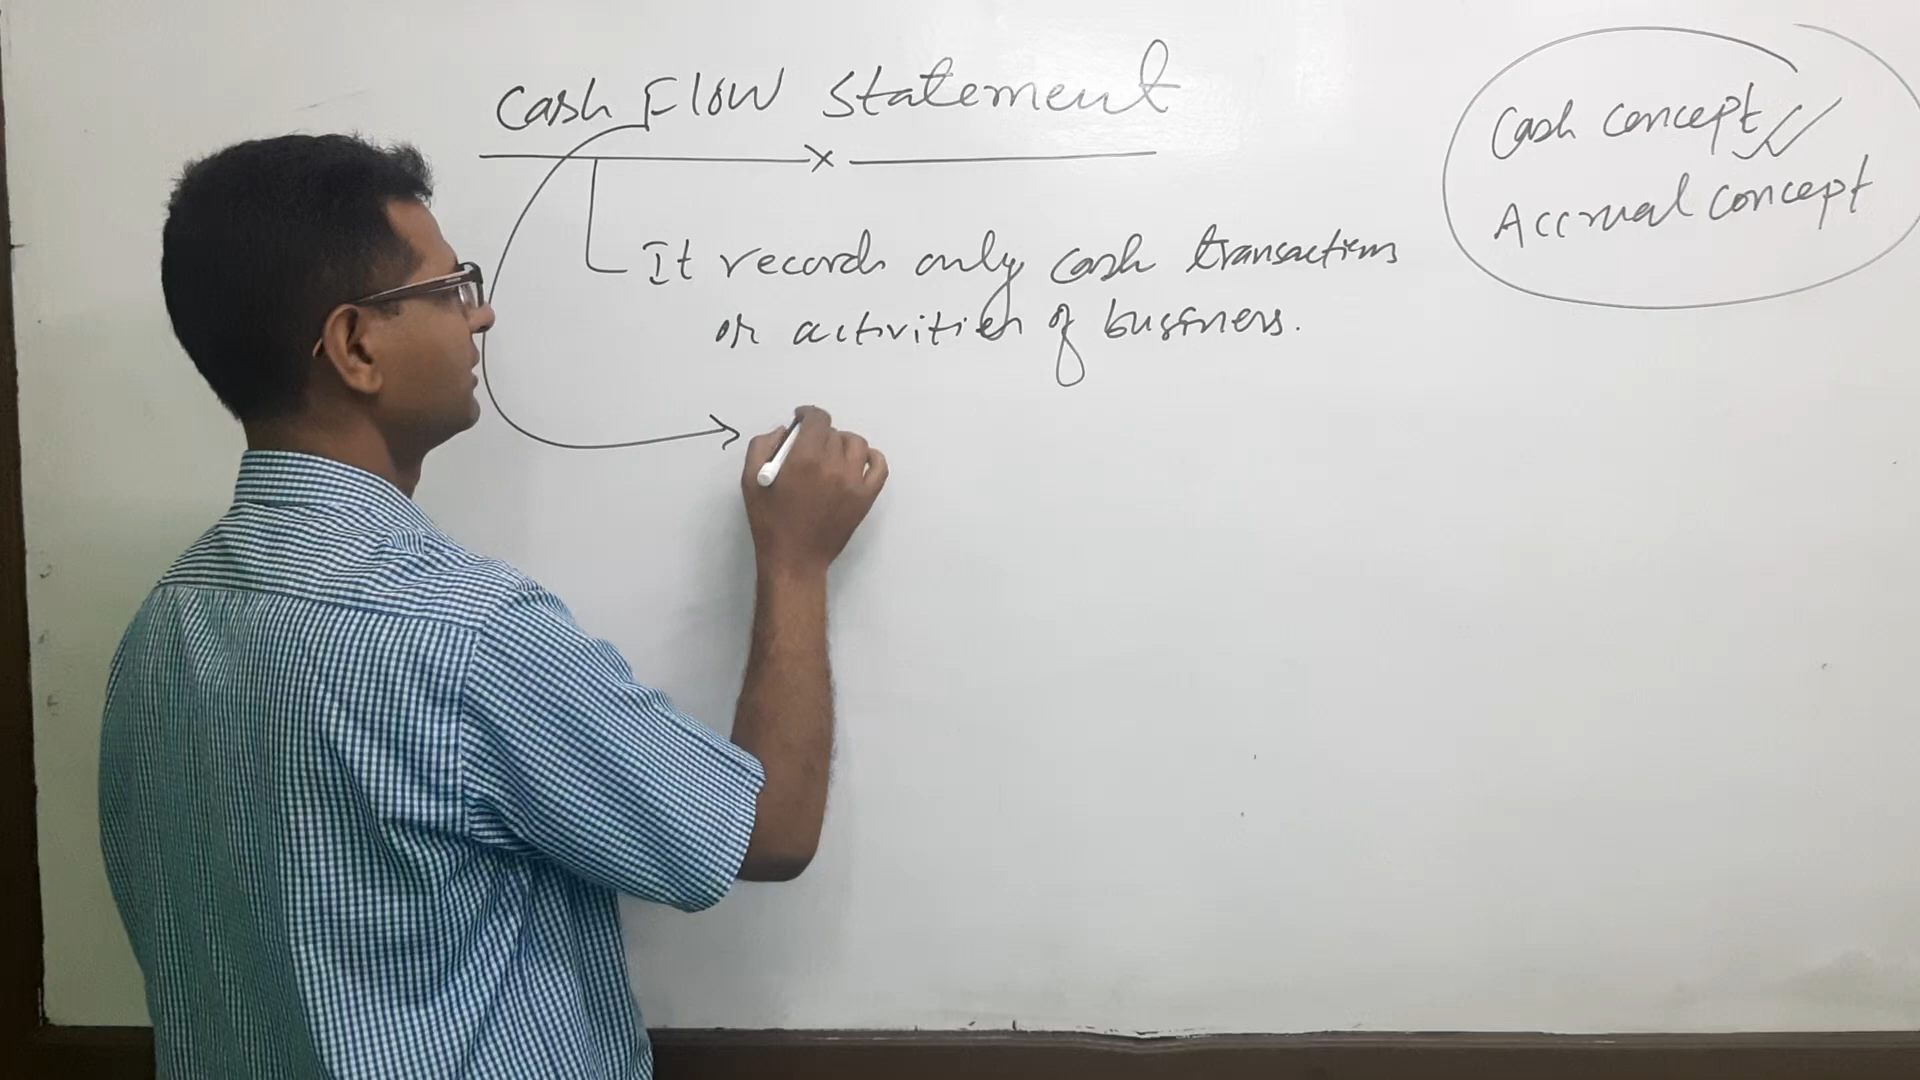 Cash Flow Statement
It records only cash transactions
or activities of business.
Cash concept
Accrual concept